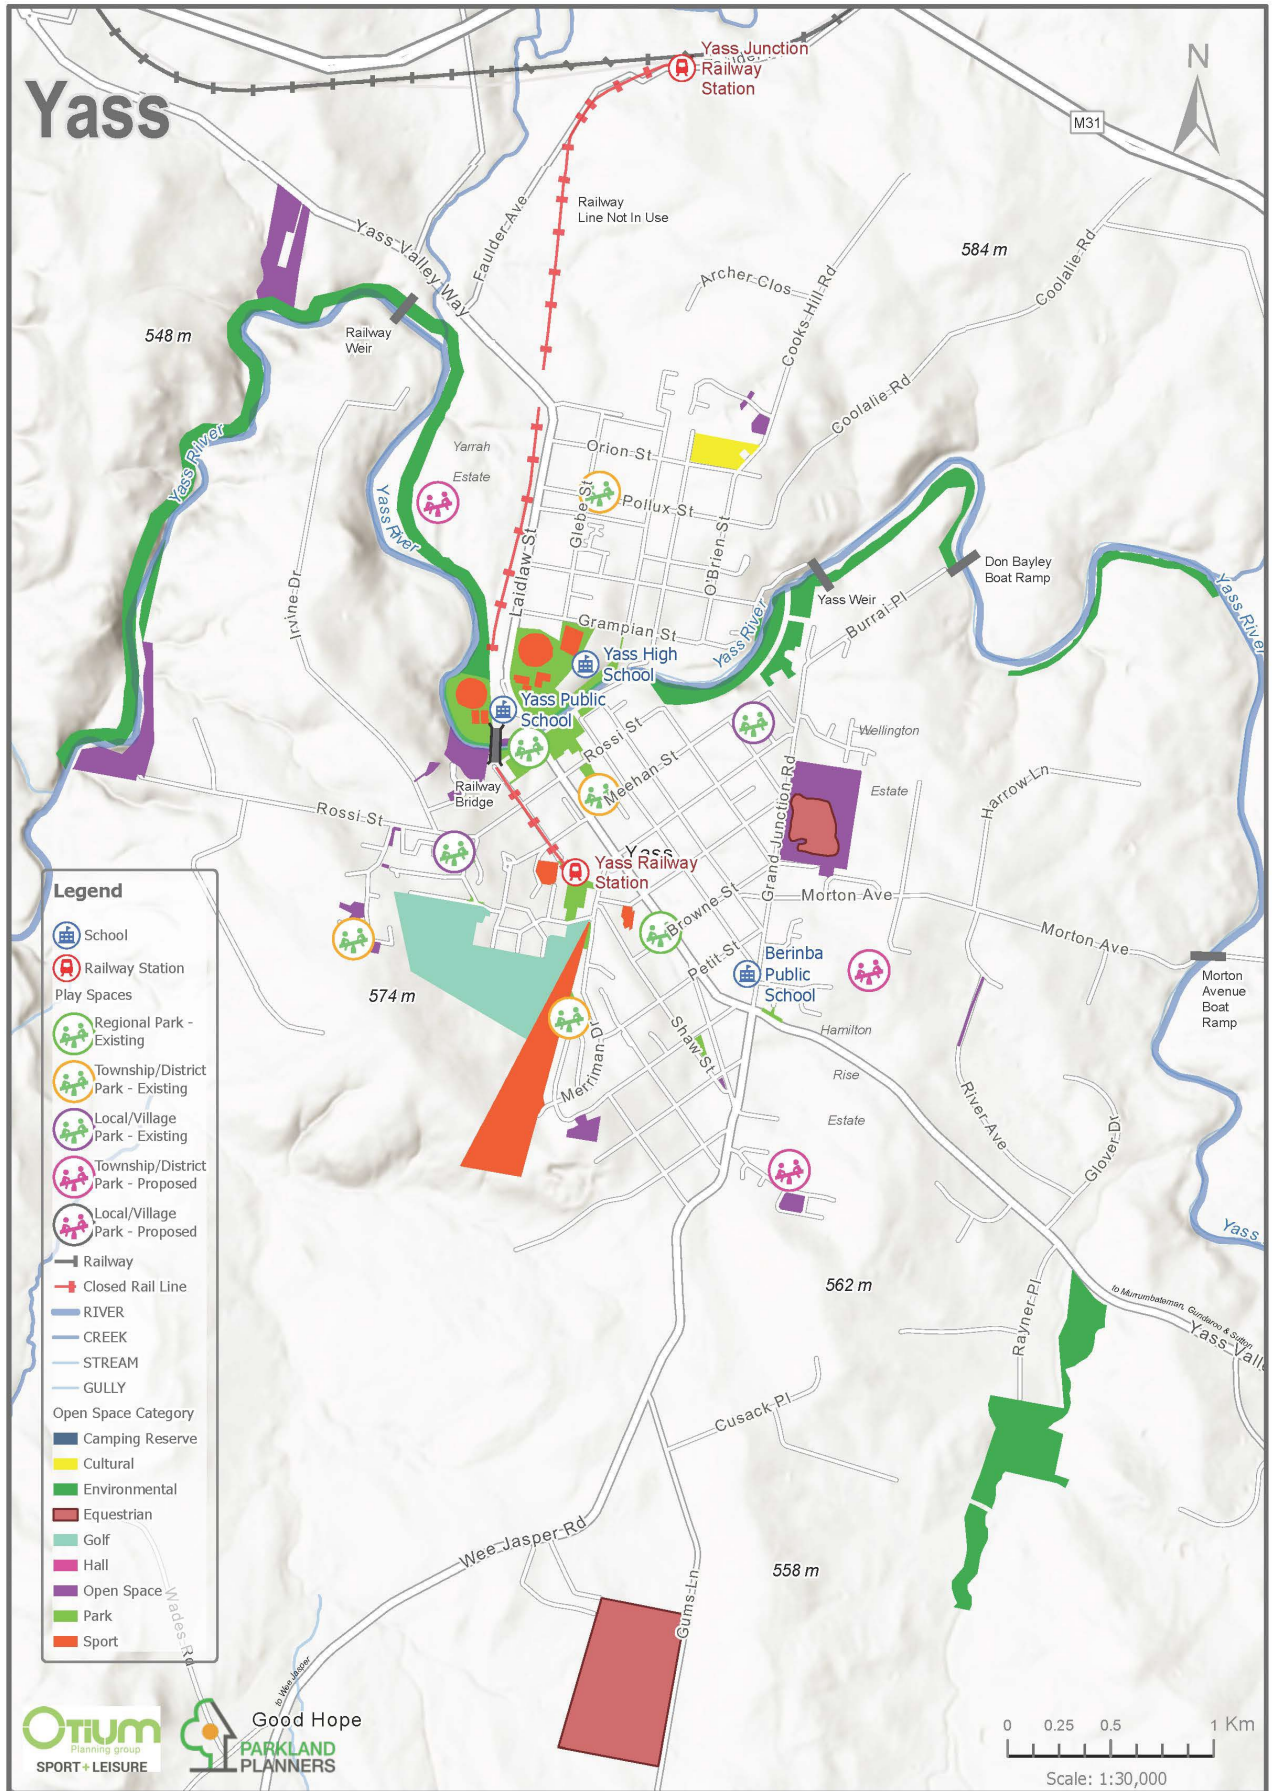 Yass
Yass Junction
Railway
Station
N
M31
Railway
Line Not In Use
Faulder Ave
Yass Valley Way
584 m
Coolalie Rd
Archer Clos
Cooks Hill Rd
548 m
Railway
Weir
Coolalie Rd
Orion St
Yarrah
Estate
Yass River
Yass River
Glebe St
Pollux St
Laidlaw St
O'Brien St
Irvine Dr
Don Bayley
Boat Ramp
Yass Weir
Burrai Pl
Yass River
Grampian St
Yass River
Yass High
School
Yass Public
School
Rossi St
Meehan St
Wellington
Estate
Harrow Ln
Grand Junction Rd
Railway
Bridge
Rossi St
Yass
Yass Railway
Station
Browne St
Morton Ave
Morton Ave
Petit St
Berinba
Public
School
Morton
Avenue
Boat
Ramp
574 m
Hamilton
Rise
Estate
Shaw St
Merriman Dr
River Ave
Glover Dr
Yass
562 m
to Murrumbateman, Gundaroo & Sutton
Yass Vall
Rayner Pl
Cusack Pl
Wee Jasper Rd
558 m
Gums Ln
Wades Rd
to Wee Jasper
Good Hope
Legend
School
Railway Station
Play Spaces
Regional Park -
Existing
Township/District
Park - Existing
Local/Village
Park - Existing
Township/District
Park - Proposed
Local/Village
Park - Proposed
Railway
Closed Rail Line
RIVER
CREEK
STREAM
GULLY
Open Space Category
Camping Reserve
Cultural
Environmental
Equestrian
Golf
Hall
Open Space
Park
Sport
OTiUM
Planning group
SPORT + LEISURE
PARKLAND
PLANNERS
0 0.25 0.5 1 Km
Scale: 1:30,000